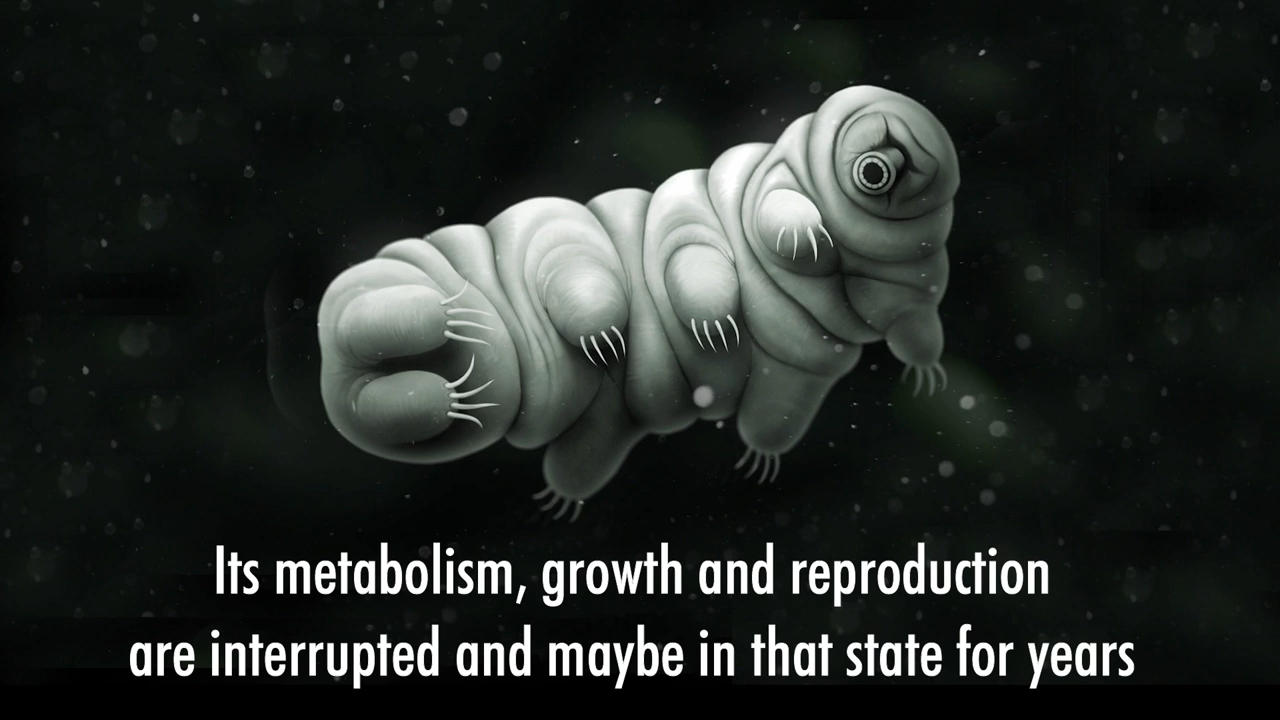 Its metabolism, growth and reproduction
are interrupted and maybe in that state for years